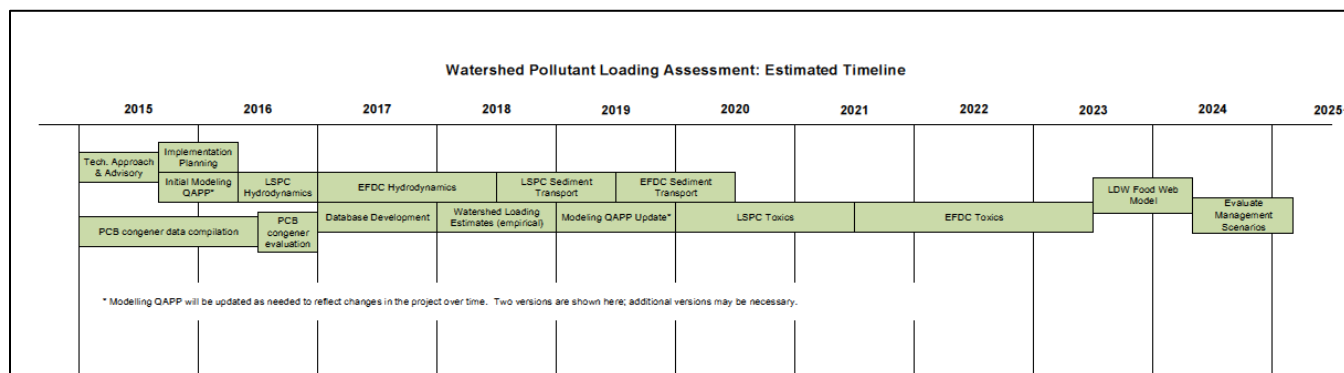 Watershed Pollutant Loading Assessment: Estimated Timeline
2015 2016 2017 2018 2019 2020 2021 2022 2023 2024 2025
Tech. Approach
& Advisory
Implementation
Planning
Initial Modeling
QAPP*
LSPC
Hydrodynamics
EFDC Hydrodynamics
LSPC Sediment
Transport
EFDC Sediment
Transport
LDW Food Web
Model
PCB congener data compilation
PCB
congener
evaluation
Database Development
Watershed Loading
Estimates (empirical)
Modeling QAPP Update*
LSPC Toxics
EFDC Toxics
Evaluate
Management
Scenarios
* Modelling QAPP will be updated as needed to reflect changes in the project over time. Two versions are shown here; additional versions may be necessary.